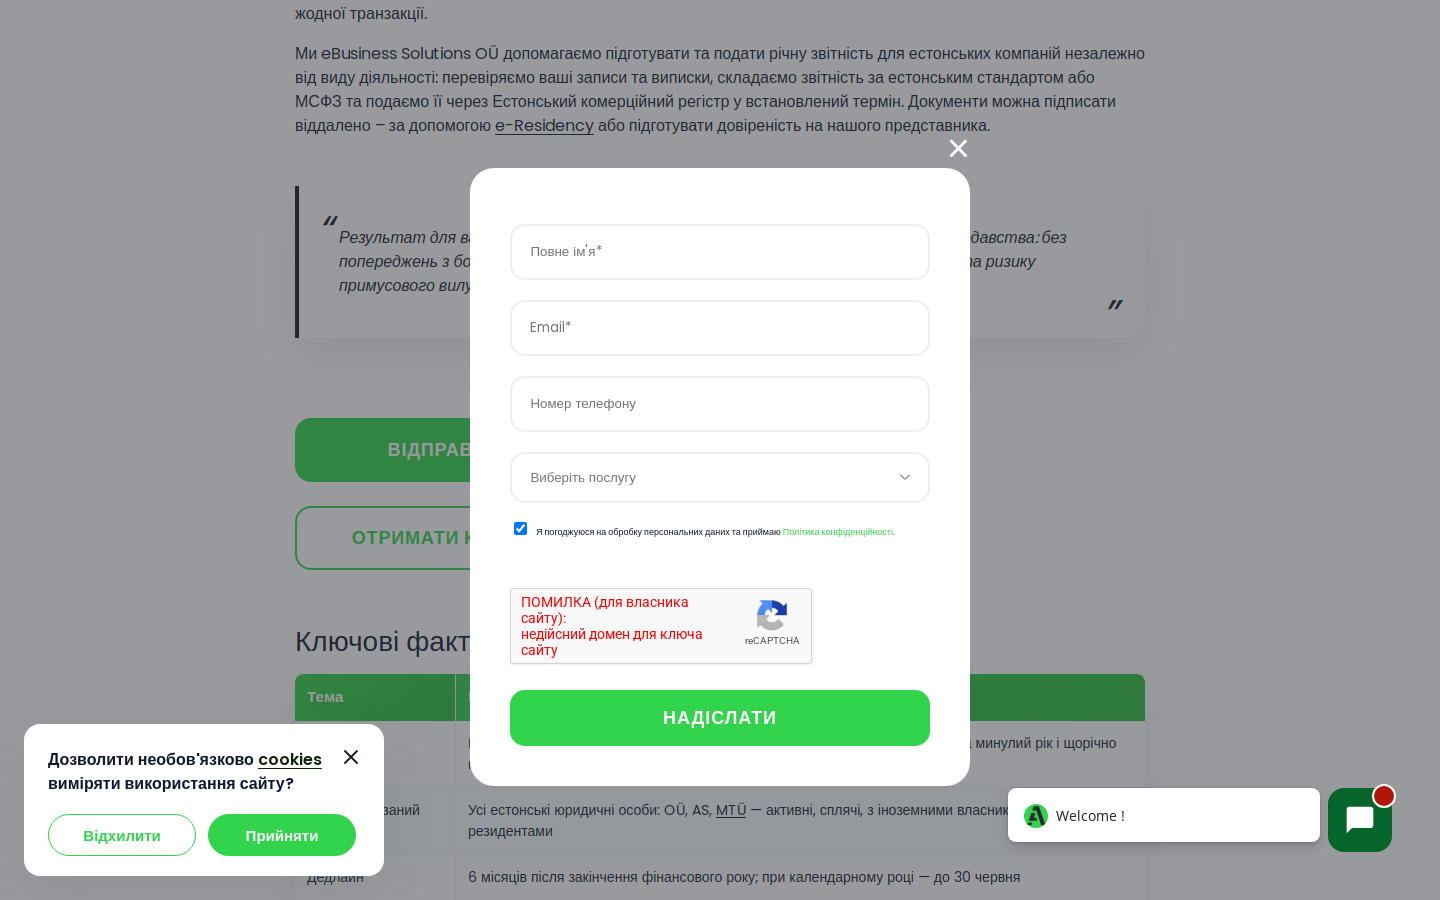 жодної транзакції.
Ми eBusiness Solutions OÜ допомагаємо підготувати та подати річну звітність для естонських компаній незалежно
від виду діяльності: перевіряємо ваші записи та виписки, складаємо звітність за естонським стандартом або
МСФЗ та подаємо її через Естонський комерційний регістр у встановлений термін. Документи можна підписати
віддалено – за допомогою e-Residency або підготувати довіреність на нашого представника.
“
Результат для ва
давства: без
попереджень з бо
та ризику
примусового вилу
”
Повне ім'я*
Email*
Номер телефону
ВІДПРАВ
Виберіть послугу
Я погоджуюся на обробку персональних даних та приймаю Політика конфіденційності.
ОТРИМАТИ К
ПОМИЛКА (для власника
сайту):
недійсний домен для ключа
сайту
reCAPTCHA
Ключові факт
Тема
НАДІСЛАТИ
минулий рік і щорічно
Дозволити необов'язково cookies
виміряти використання сайту?
Відхилити
Прийняти
ваний
Усі естонські юридичні особи: OÜ, AS, MTÜ — активні, сплячі, з іноземними власник
резидентами
Welcome !
Дедлайн
6 місяців після закінчення фінансового року; при календарному році — до 30 червня